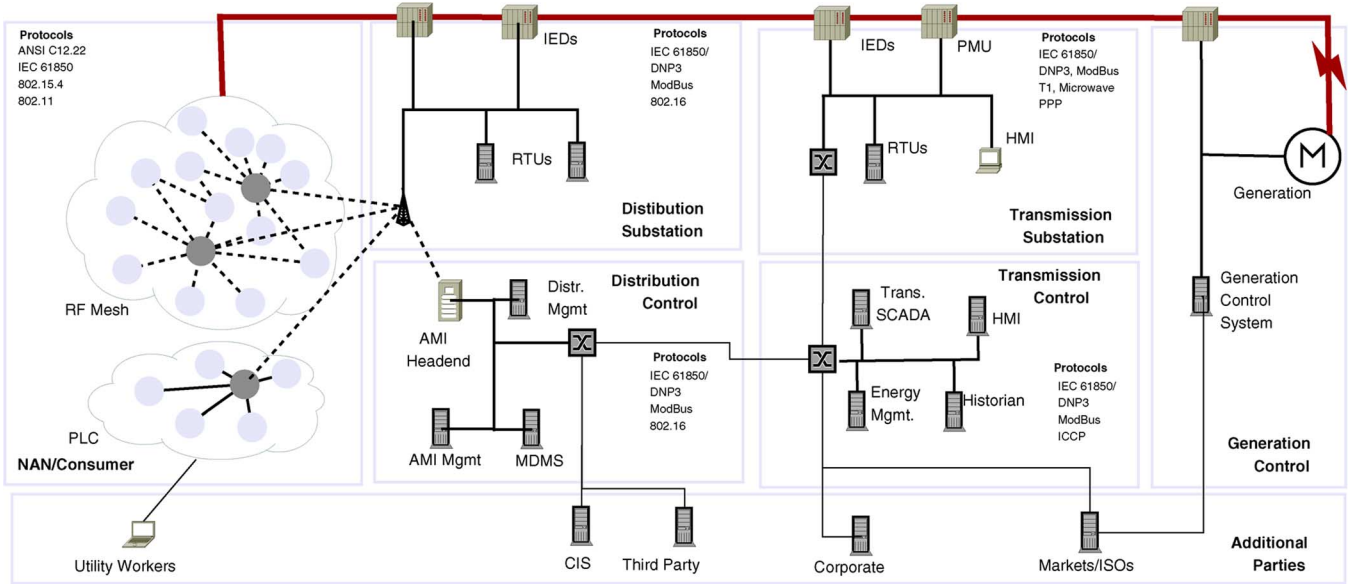 Protocols
ANSI C12.22
IEC 61850
802.15.4
802.11
RF Mesh
PLC
NAN/Consumer
IEDs
Protocols
IEC 61850/
DNP3
ModBus
802.16
RTUs
Distibution
Substation
IEDs
PMU
Protocols
IEC 61850/
DNP3, ModBus
T1, Microwave
PPP
RTUs
HMI
Transmission
Substation
M
Generation
Generation
Control
System
Generation
Control
Distribution
Control
Distr.
Mgmt
AMI
Headend
Protocols
IEC 61850/
DNP3
ModBus
802.16
AMI Mgmt
MDMS
Transmission
Control
Trans.
SCADA
HMI
Energy
Mgmt.
Historian
Protocols
IEC 61850/
DNP3
ModBus
ICCP
Utility Workers
CIS
Third Party
Corporate
Markets/ISOs
Additional
Parties